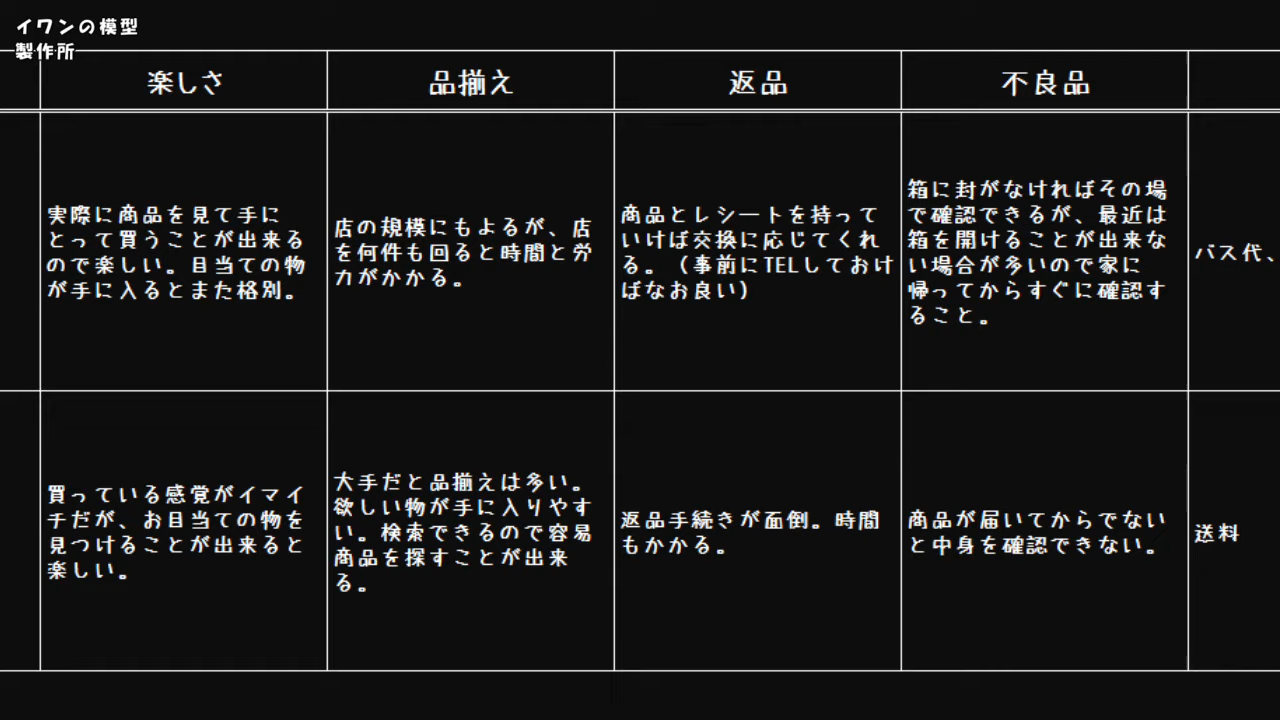 イワンの模型
製作所
楽しさ
品揃え
返品
不良品
実際に商品を見て手に
とって買うことが出来る
ので楽しい。目当ての物
が手に入るとまた格別。
店の規模にもよるが、店
を何件も回ると時間と労
力がかかる。
商品とレシートを持って
いけば交換に応じてくれ
る。（事前にTELしておけ
ばなお良い）
箱に封がなければその場
で確認できるが、最近は
箱を開けることが出来な
い場合が多いので家に
帰ってからすぐに確認す
ること。
バス代、
買っている感覚がイマイ
チだが、お目当ての物を
見つけることが出来ると
楽しい。
大手だと品揃えは多い。
欲しい物が手に入りやす
い。検索できるので容易
商品を探すことが出来
る。
返品手続きが面倒。時間
もかかる。
商品が届いてからでない
と中身を確認できない。
送料